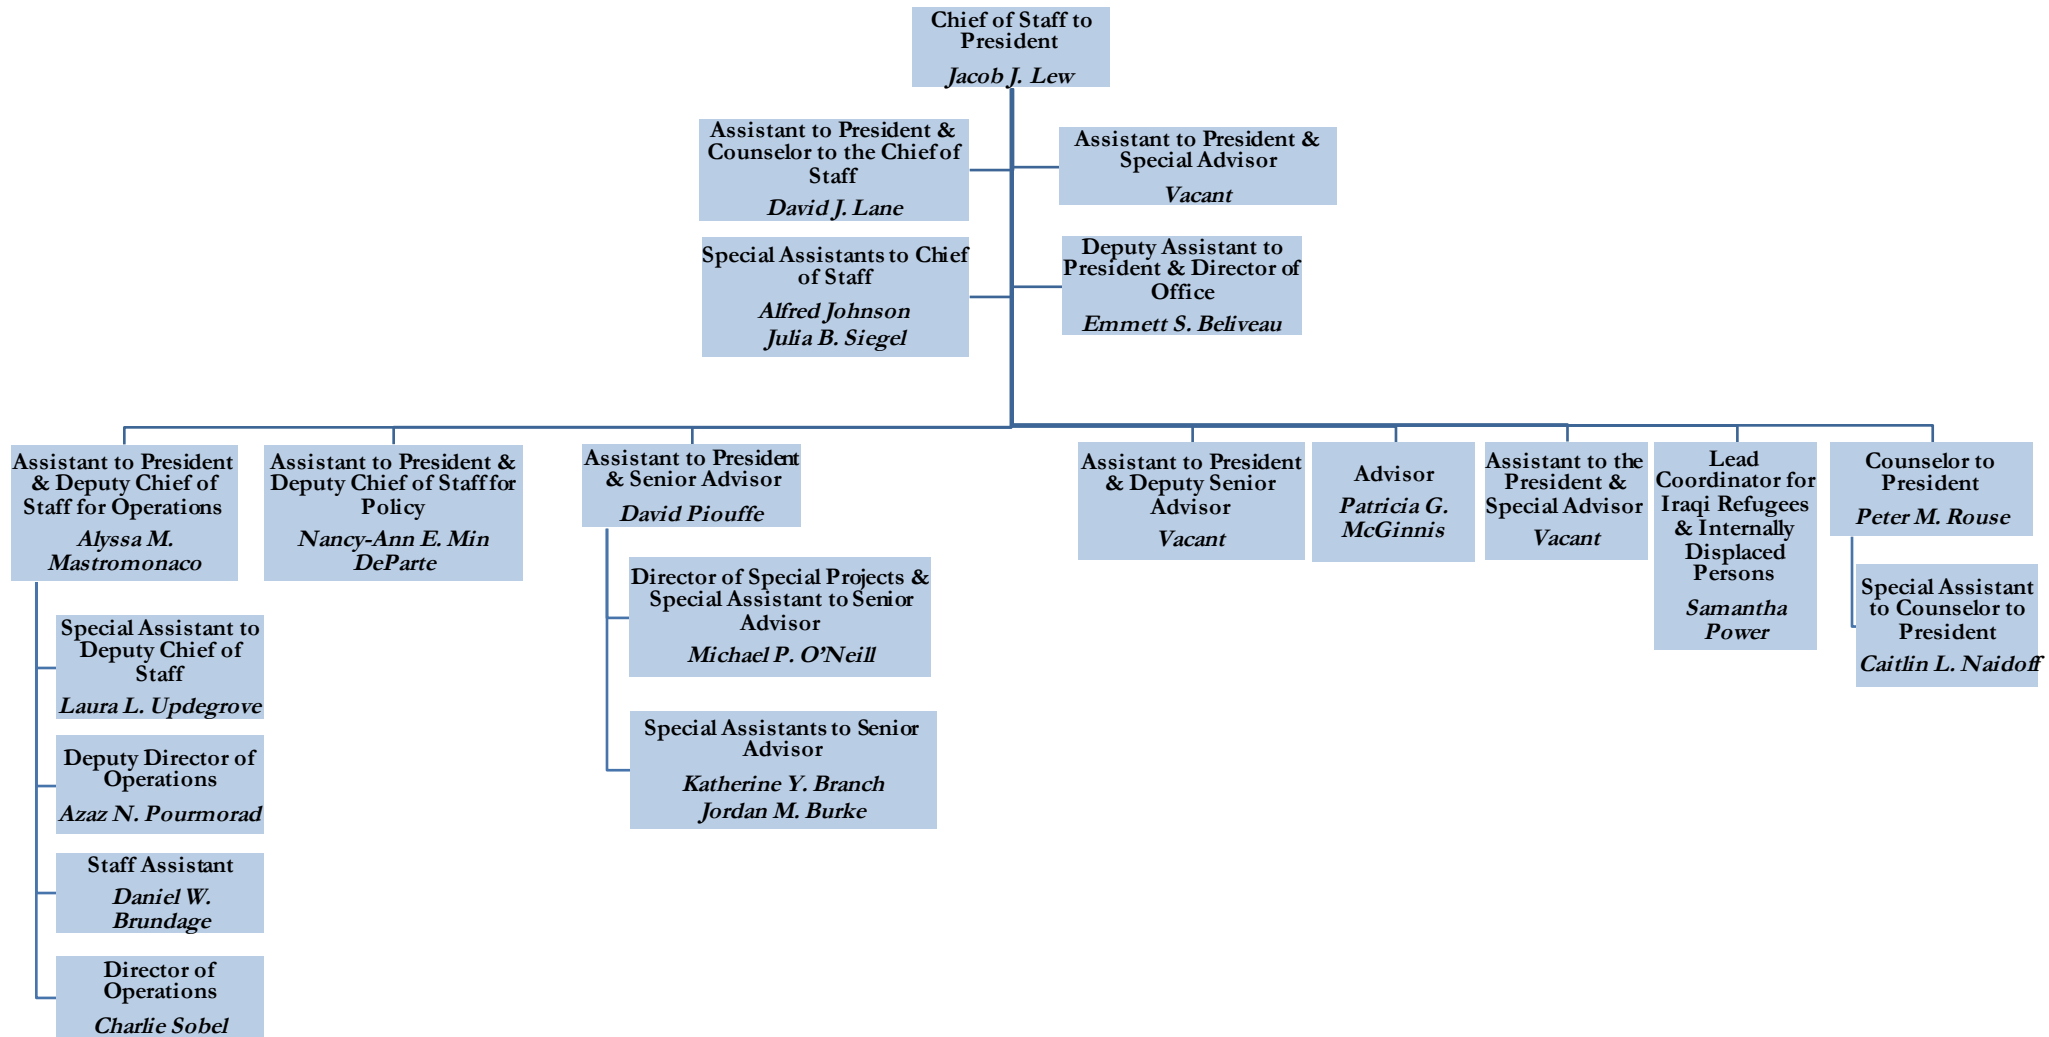 Chief of Staff to
President
Jacob J. Lew
Assistant to President &
Counselor to the Chief of
Staff
David J. Lane
Assistant to President &
Special Advisor
Vacant
Special Assistants to Chief
of Staff
Alfred Johnson
Julia B. Siegel
Deputy Assistant to
President & Director of
Office
Emmett S. Beliveau
Assistant to President
& Deputy Chief of
Staff for Operations
Alyssa M.
Mastromonaco
Special Assistant to
Deputy Chief of
Staff
Laura L. Updegrove
Deputy Director of
Operations
Azaz N. Pourmorad
Staff Assistant
Daniel W.
Brundage
Director of
Operations
Charlie Sobel
Assistant to President &
Deputy Chief of Staff for
Policy
Nancy-Ann E. Min
DeParte
Assistant to President
& Senior Advisor
David Piouffe
Director of Special Projects &
Special Assistant to Senior
Advisor
Michael P. O’Neill
Special Assistants to Senior
Advisor
Katherine Y. Branch
Jordan M. Burke
Assistant to President
& Deputy Senior
Advisor
Vacant
Advisor
Patricia G.
McGinnis
Assistant to the
President &
Special Advisor
Vacant
Lead
Coordinator for
Iraqi Refugees
& Internally
Displaced
Persons
Samantha
Power
Counselor to
President
Peter M. Rouse
Special Assistant
to Counselor to
President
Caitlin L. Naidoff